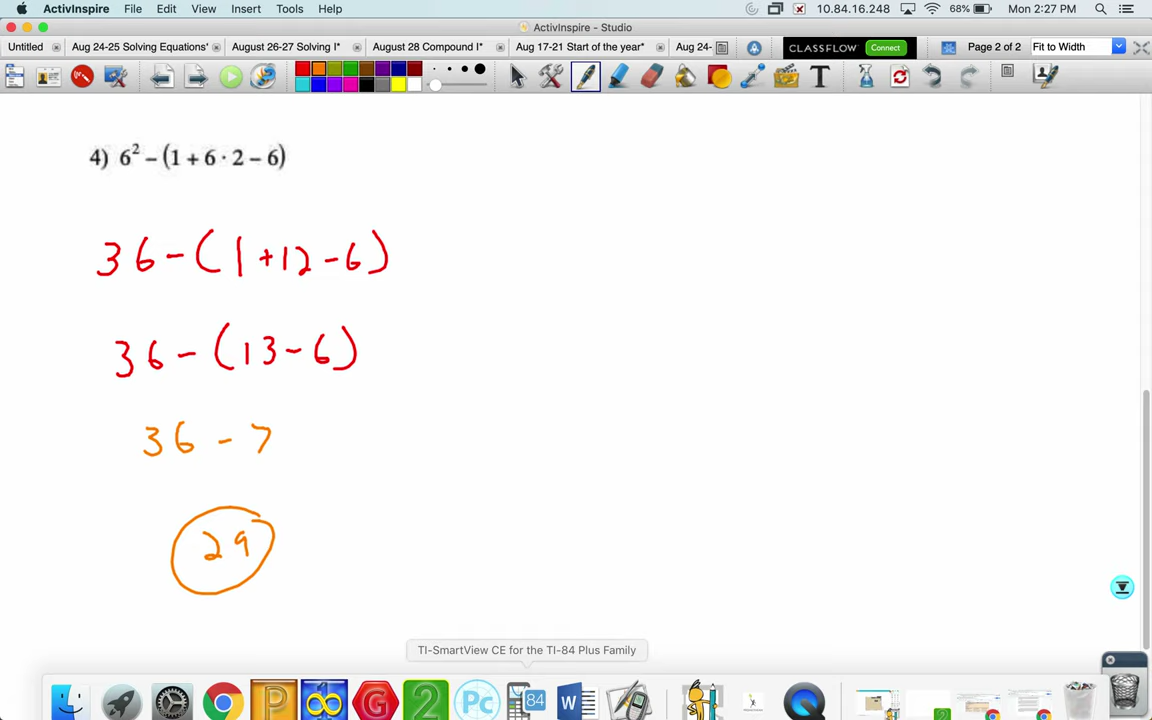 ActivInspire File Edit View Insert Tools Help 10.84.16.248 68% Mon 2:27 PM
ActivInspire - Studio
Untitled Aug 24-25 Solving Equations* August 26-27 Solving I* August 28 Compound I* Aug 17-21 Start of the year* Aug 24- CLASSFLOW Connect Page 2 of 2 Fit to Width
4) 6² – (1 + 6 · 2 – 6)
36 - (1 + 12 - 6)
36 - (13 - 6)
36 - 7
29
TI-SmartView CE for the TI-84 Plus Family
P G 2 Pc 84 W